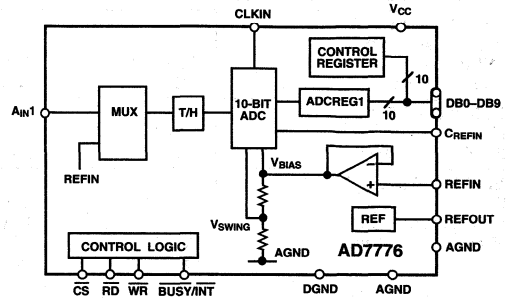 CLKIN
VCC
CONTROL
REGISTER
10
AIN1
MUX
T/H
10-BIT
ADC
ADCREG1
10
DB0–DB9
CREFIN
REFIN
VBIAS
REFIN
VSWING
REF
REFOUT
CONTROL LOGIC
AGND
AD7776
AGND
CS
RD
WR
BUSY/INT
DGND
AGND